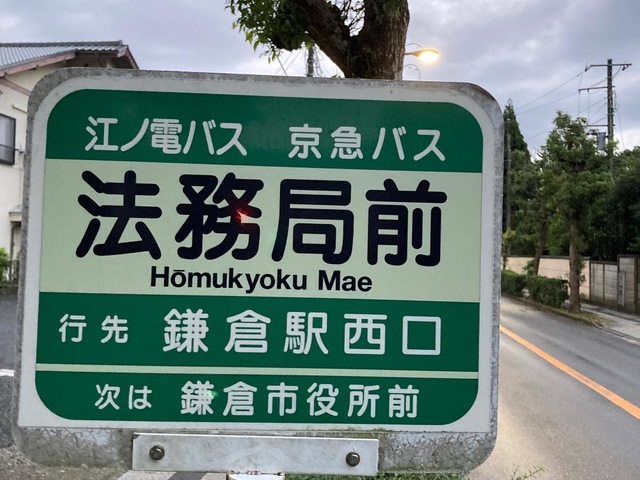 江ノ電バス 京急バス
法務局前
Hōmukyoku Mae
行先 鎌倉駅西口
次は 鎌倉市役所前